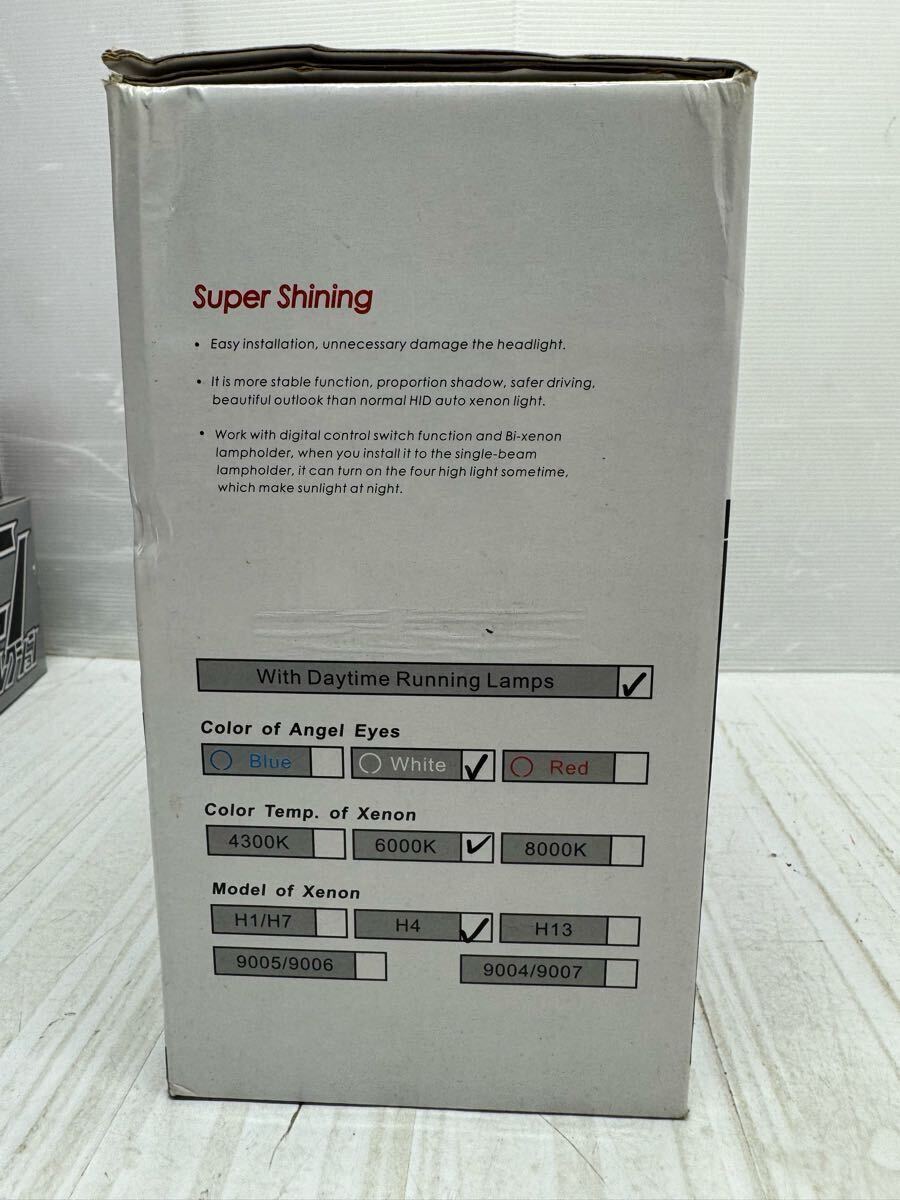 Super Shining
• Easy installation, unnecessary damage the headlight.
• It is more stable function, proportion shadow, safer driving,
beautiful outlook than normal HID auto xenon light.
• Work with digital control switch function and Bi-xenon
lampholder, when you install it to the single-beam
lampholder, it can turn on the four high light sometime,
which make sunlight at night.
With Daytime Running Lamps ✓
Color of Angel Eyes
Blue White ✓ Red
Color Temp. of Xenon
4300K 6000K ✓ 8000K
Model of Xenon
H1/H7 H4 ✓ H13
9005/9006 9004/9007